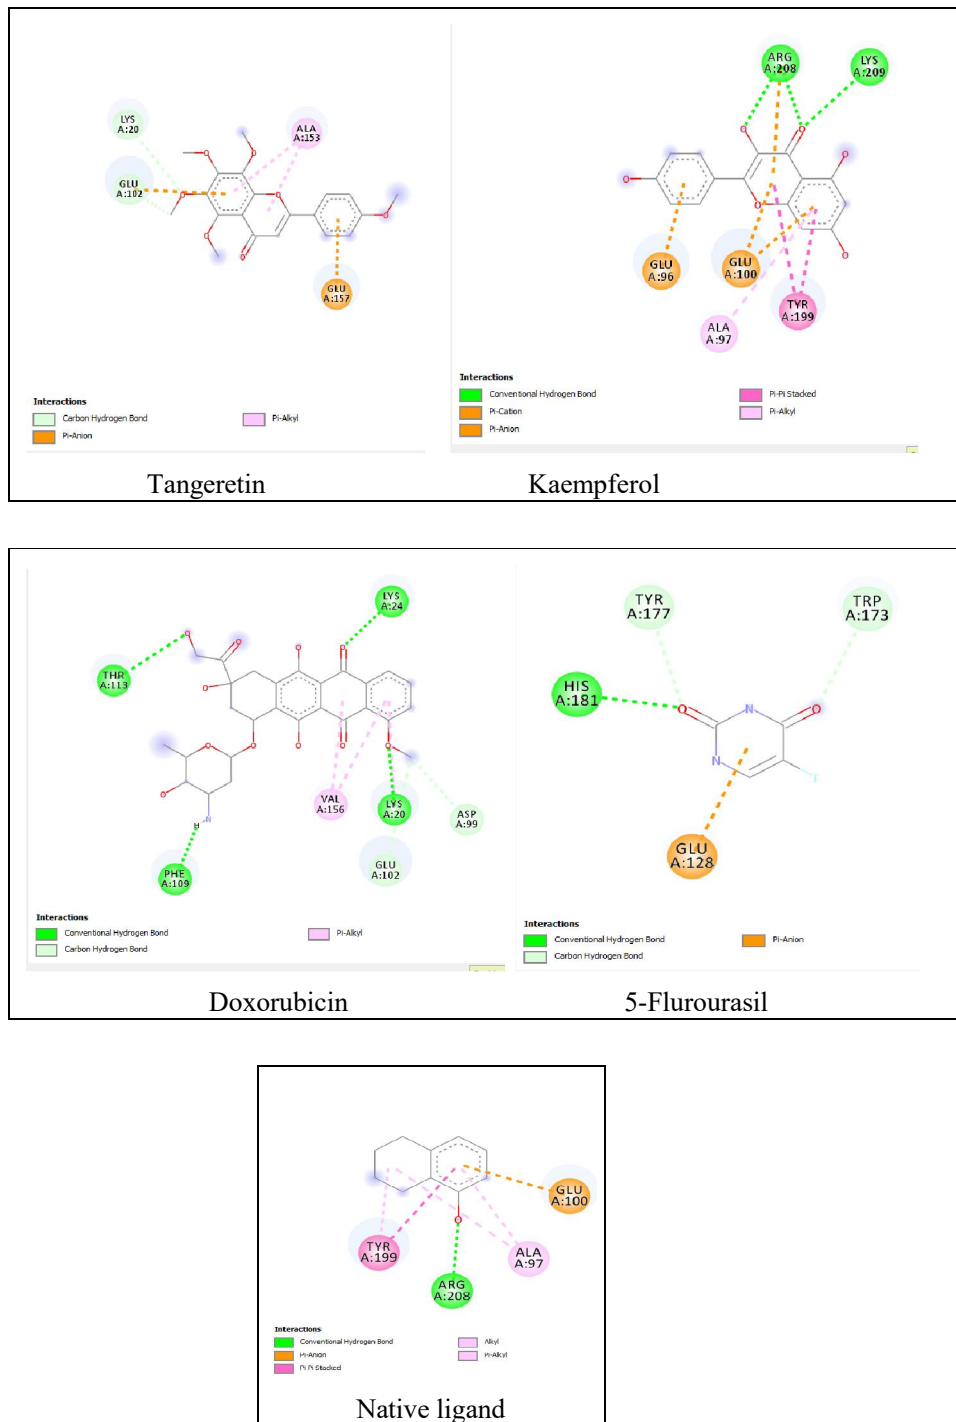 ARG
A:208
LYS
A:209
LYS
A:20
ALA
A:153
GLU
A:102
GLU
A:157
GLU
A:96
GLU
A:100
TYR
A:199
ALA
A:97
Interactions
Carbon Hydrogen Bond
Pi-Anion
Pi-Alkyl
Interactions
Conventional Hydrogen Bond
Pi-Cation
Pi-Anion
Pi-Pi Stacked
Pi-Alkyl
Tangeretin
Kaempferol
LYS
A:24
THR
A:113
VAL
A:156
LYS
A:20
ASP
A:99
GLU
A:102
H
PHE
A:109
Interactions
Conventional Hydrogen Bond
Carbon Hydrogen Bond
Pi-Alkyl
TYR
A:177
TRP
A:173
HIS
A:181
O
O
N
N
GLU
A:128
Interactions
Conventional Hydrogen Bond
Carbon Hydrogen Bond
Pi-Anion
Doxorubicin
5-Flurourasil
GLU
A:100
TYR
A:199
ALA
A:97
ARG
A:208
Interactions
Conventional Hydrogen Bond
Pi-Anion
Pi-Pi Stacked
Alkyl
Pi-Alkyl
Native ligand